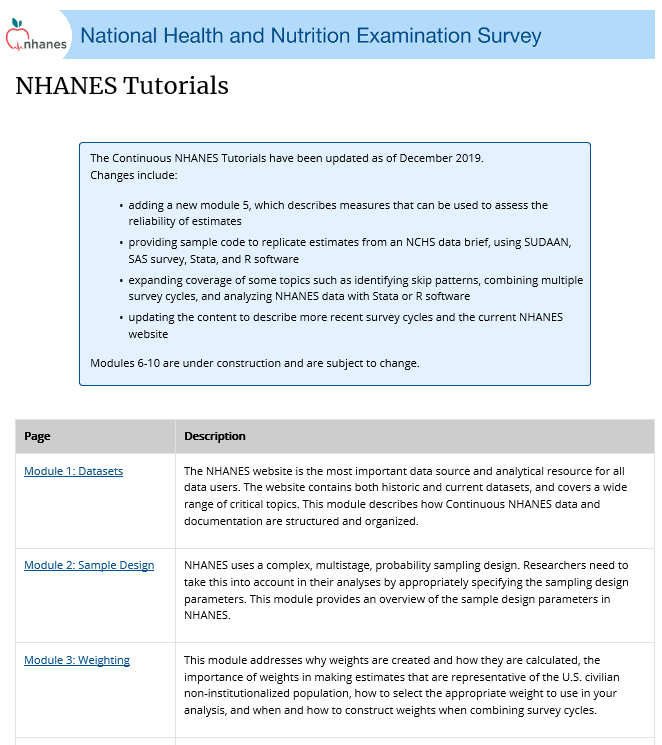 nhanes
National Health and Nutrition Examination Survey
NHANES Tutorials
The Continuous NHANES Tutorials have been updated as of December 2019.
Changes include:
• adding a new module 5, which describes measures that can be used to assess the
reliability of estimates
• providing sample code to replicate estimates from an NCHS data brief, using SUDAAN,
SAS survey, Stata, and R software
• expanding coverage of some topics such as identifying skip patterns, combining multiple
survey cycles, and analyzing NHANES data with Stata or R software
• updating the content to describe more recent survey cycles and the current NHANES
website
Modules 6-10 are under construction and are subject to change.
Page
Description
Module 1: Datasets
The NHANES website is the most important data source and analytical resource for all
data users. The website contains both historic and current datasets, and covers a wide
range of critical topics. This module describes how Continuous NHANES data and
documentation are structured and organized.
Module 2: Sample Design
NHANES uses a complex, multistage, probability sampling design. Researchers need to
take this into account in their analyses by appropriately specifying the sampling design
parameters. This module provides an overview of the sample design parameters in
NHANES.
Module 3: Weighting
This module addresses why weights are created and how they are calculated, the
importance of weights in making estimates that are representative of the U.S. civilian
non-institutionalized population, how to select the appropriate weight to use in your
analysis, and when and how to construct weights when combining survey cycles.